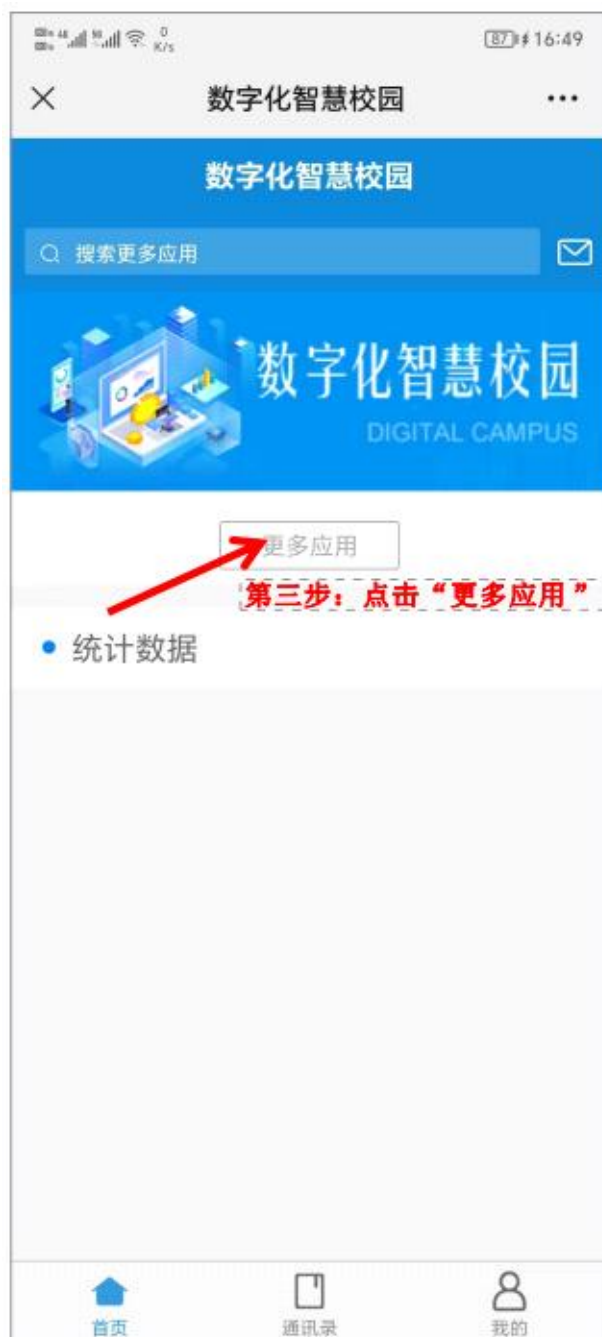 0
K/s
87 16:49
数字化智慧校园
数字化智慧校园
搜索更多应用
数字化智慧校园
DIGITAL CAMPUS
更多应用
第三步：点击“更多应用”
统计数据
首页 通讯录 我的